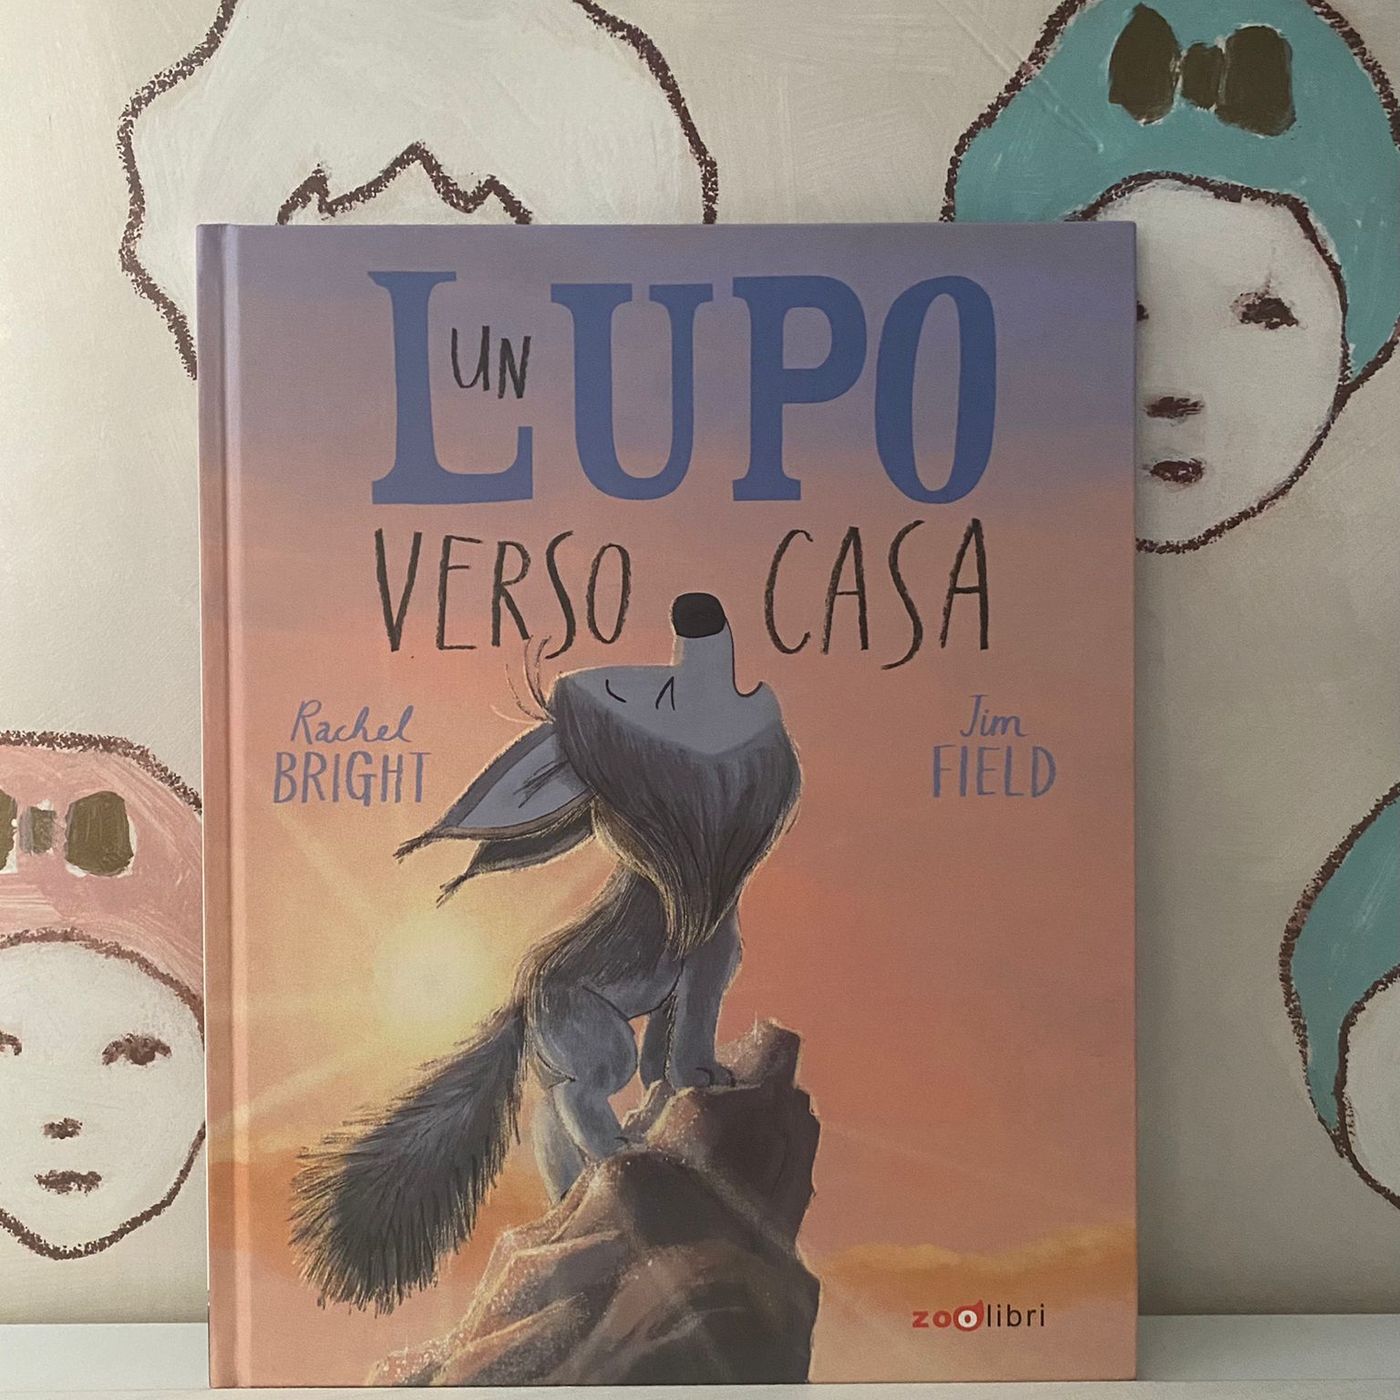 UN LUPO
VERSO CASA
Rachel
BRIGHT
Jim
FIELD
zoolibri